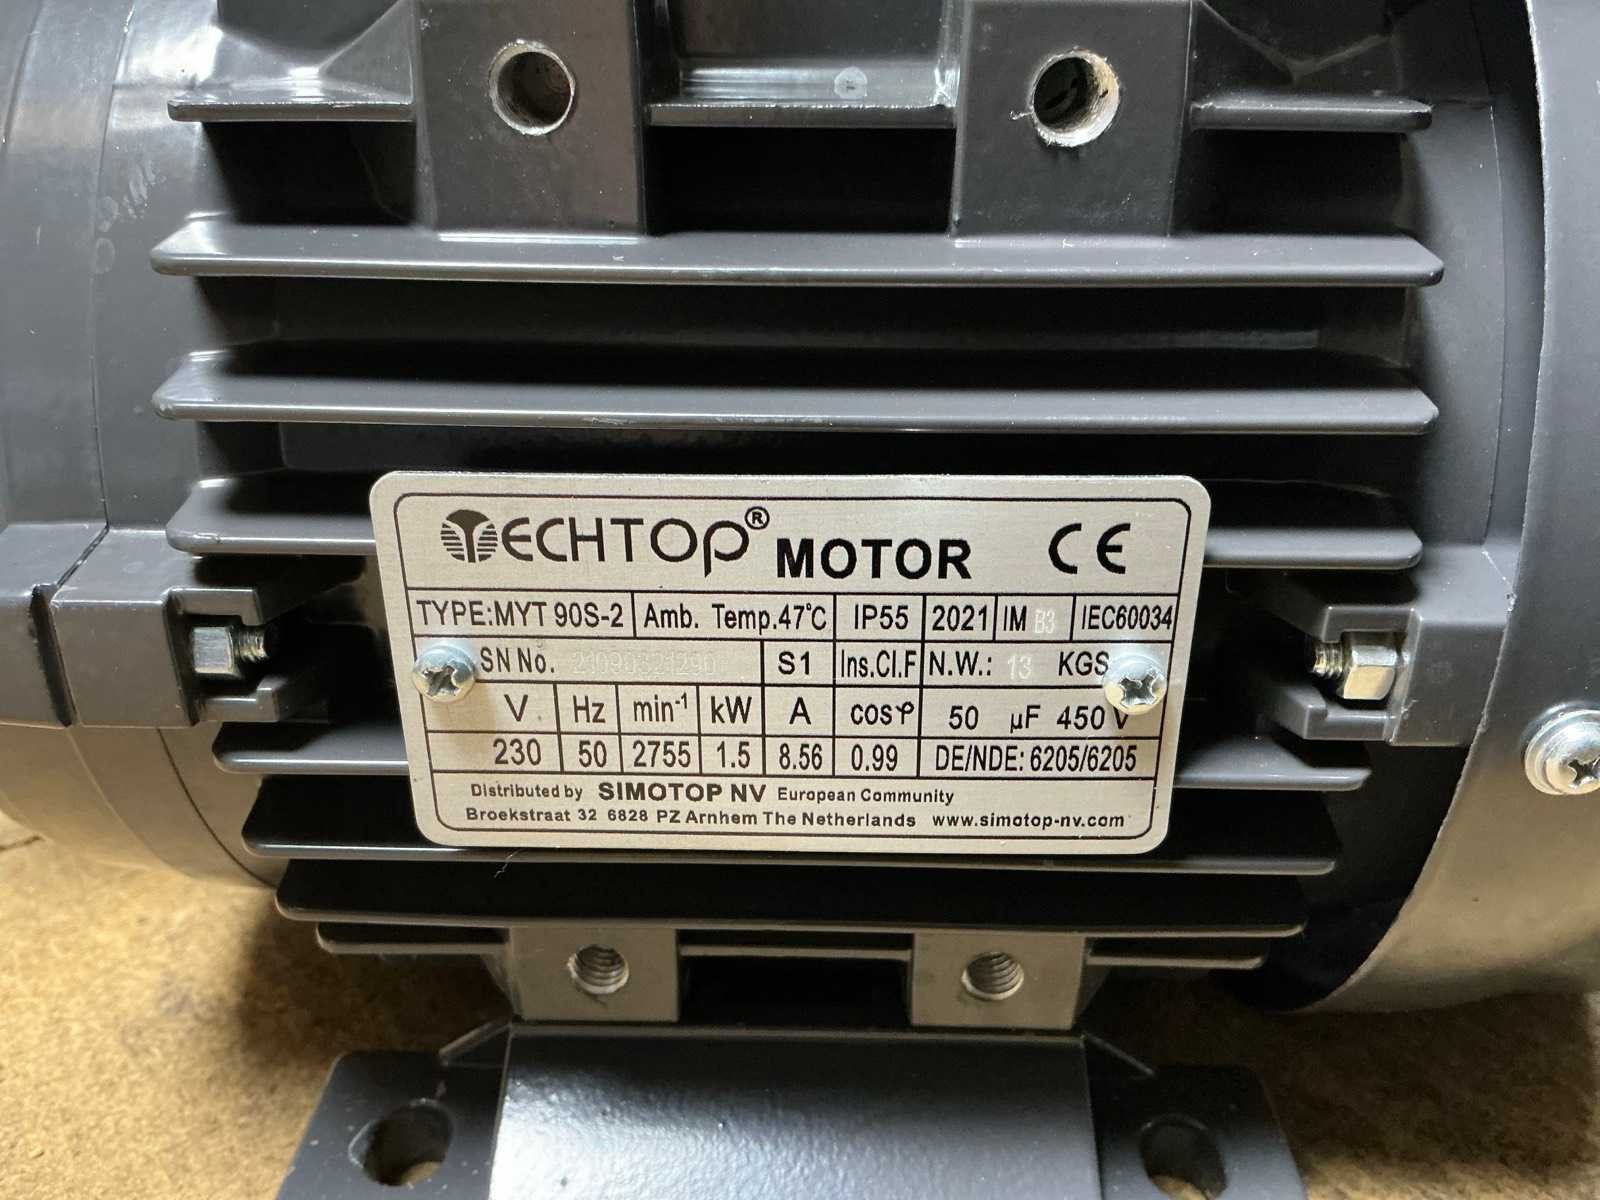 TECHTOP® MOTOR CE
TYPE:MYT 90S-2 Amb. Temp.47°C IP55 2021 IM B3 IEC60034
SN No. S1 Ins.Cl.F N.W.: 13 KGS
V Hz min⁻¹ kW A cosφ 50 µF 450 V
230 50 2755 1.5 8.56 0.99 DE/NDE: 6205/6205
Distributed by SIMOTOP NV European Community
Broekstraat 32 6828 PZ Arnhem The Netherlands www.simotop-nv.com